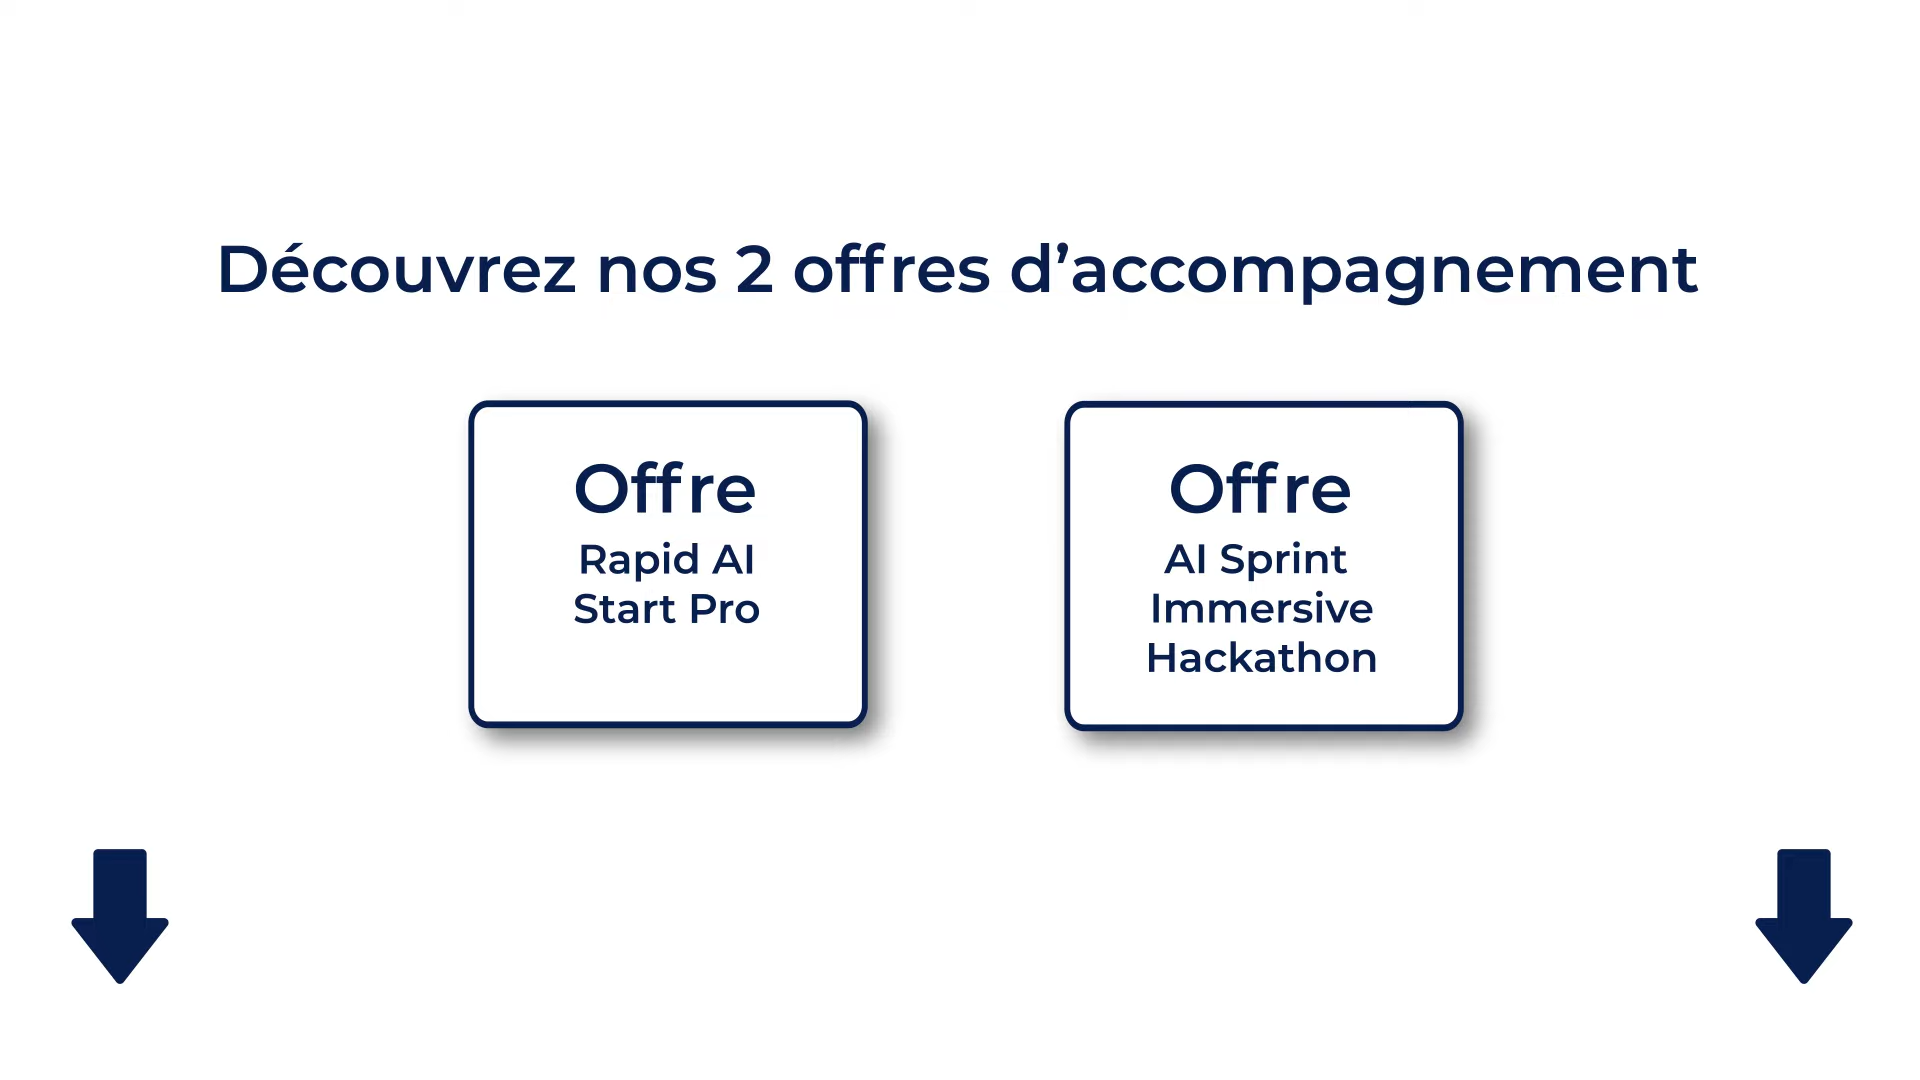 Découvrez nos 2 offres d’accompagnement
Offre
Rapid AI
Start Pro
Offre
AI Sprint
Immersive
Hackathon